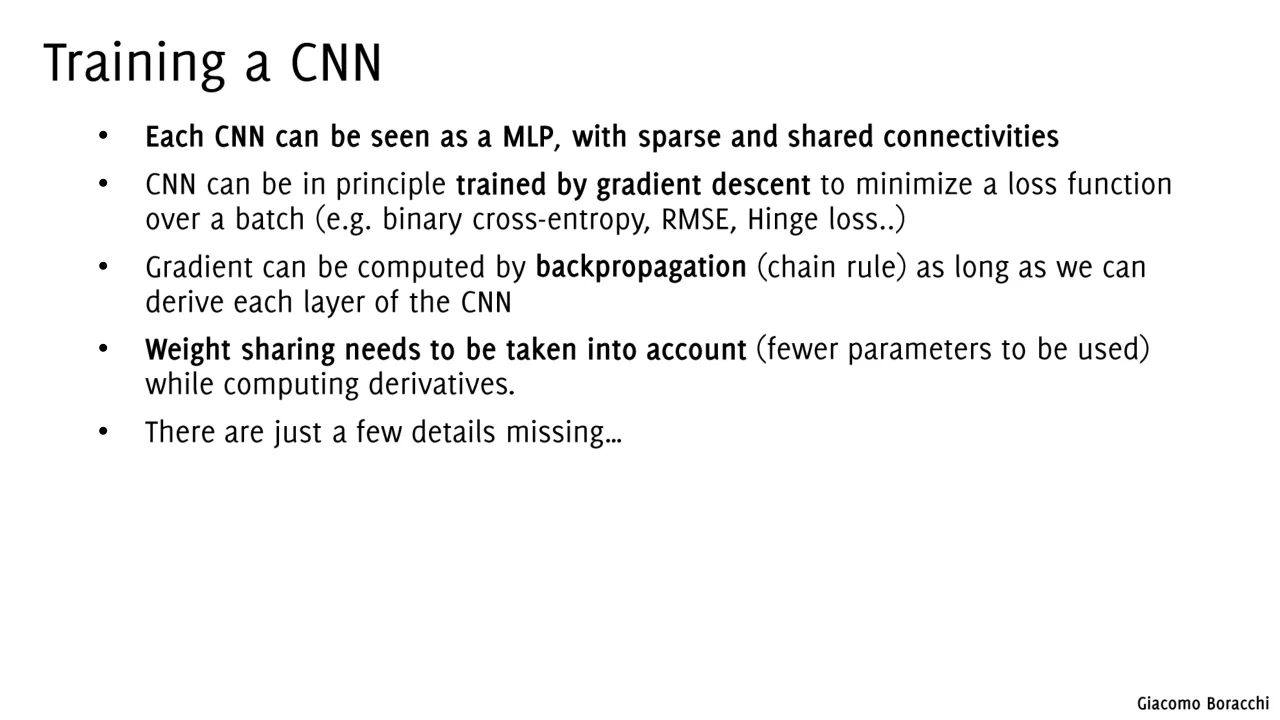 Training a CNN
• Each CNN can be seen as a MLP, with sparse and shared connectivities
• CNN can be in principle trained by gradient descent to minimize a loss function
over a batch (e.g. binary cross-entropy, RMSE, Hinge loss..)
• Gradient can be computed by backpropagation (chain rule) as long as we can
derive each layer of the CNN
• Weight sharing needs to be taken into account (fewer parameters to be used)
while computing derivatives.
• There are just a few details missing…
Giacomo Boracchi